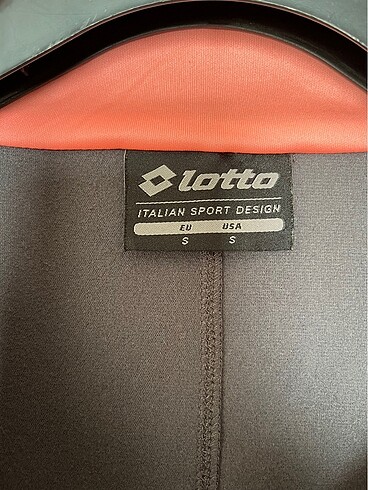 lotto
ITALIAN SPORT DESIGN
EU USA
S S